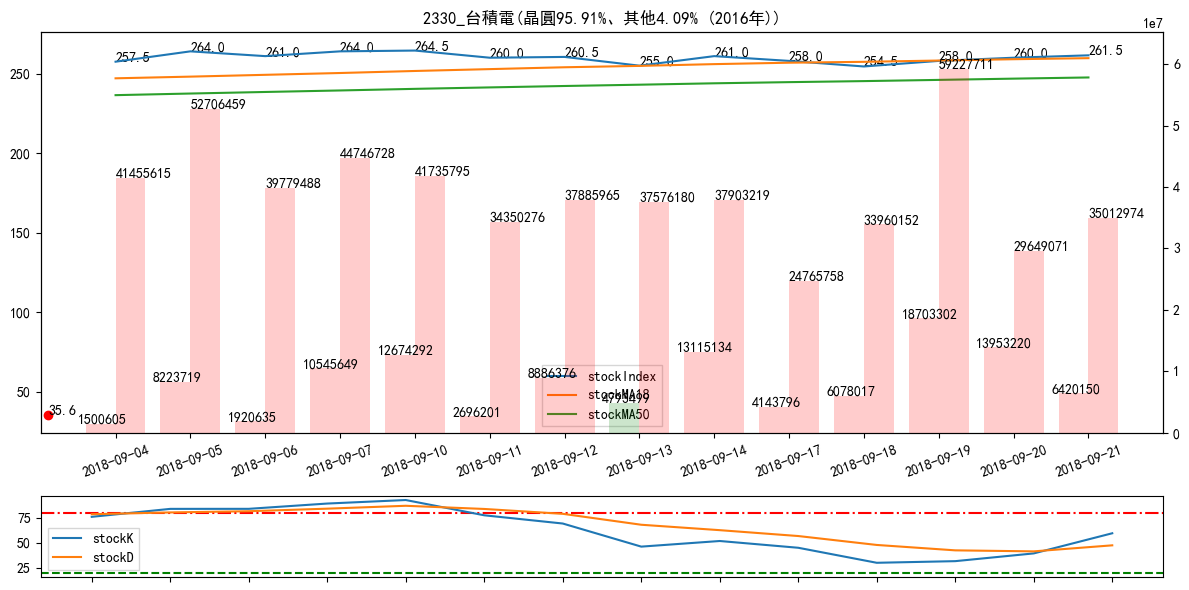 2330_台積電(晶圓95.91%、其他4.09% (2016年))
1e7
257.5 264.0 261.0 264.0 264.5 260.0 260.5 255.0 261.0 258.0 254.5 258.0 260.0 261.5
250
200
150
100
50
6
5
4
3
2
1
0
41455615 52706459 39779488 44746728 41735795 34350276 37885965 37576180 37903219 24765758 33960152 59227711 29649071 35012974
35.6
1500605 8223719 1920635 10545649 12674292 2696201 8886376 4795499 13115134 4143796 6078017 18703302 13953220 6420150
stockIndex
stockMA18
stockMA50
2018-09-04 2018-09-05 2018-09-06 2018-09-07 2018-09-10 2018-09-11 2018-09-12 2018-09-13 2018-09-14 2018-09-17 2018-09-18 2018-09-19 2018-09-20 2018-09-21
75
50
25
stockK
stockD